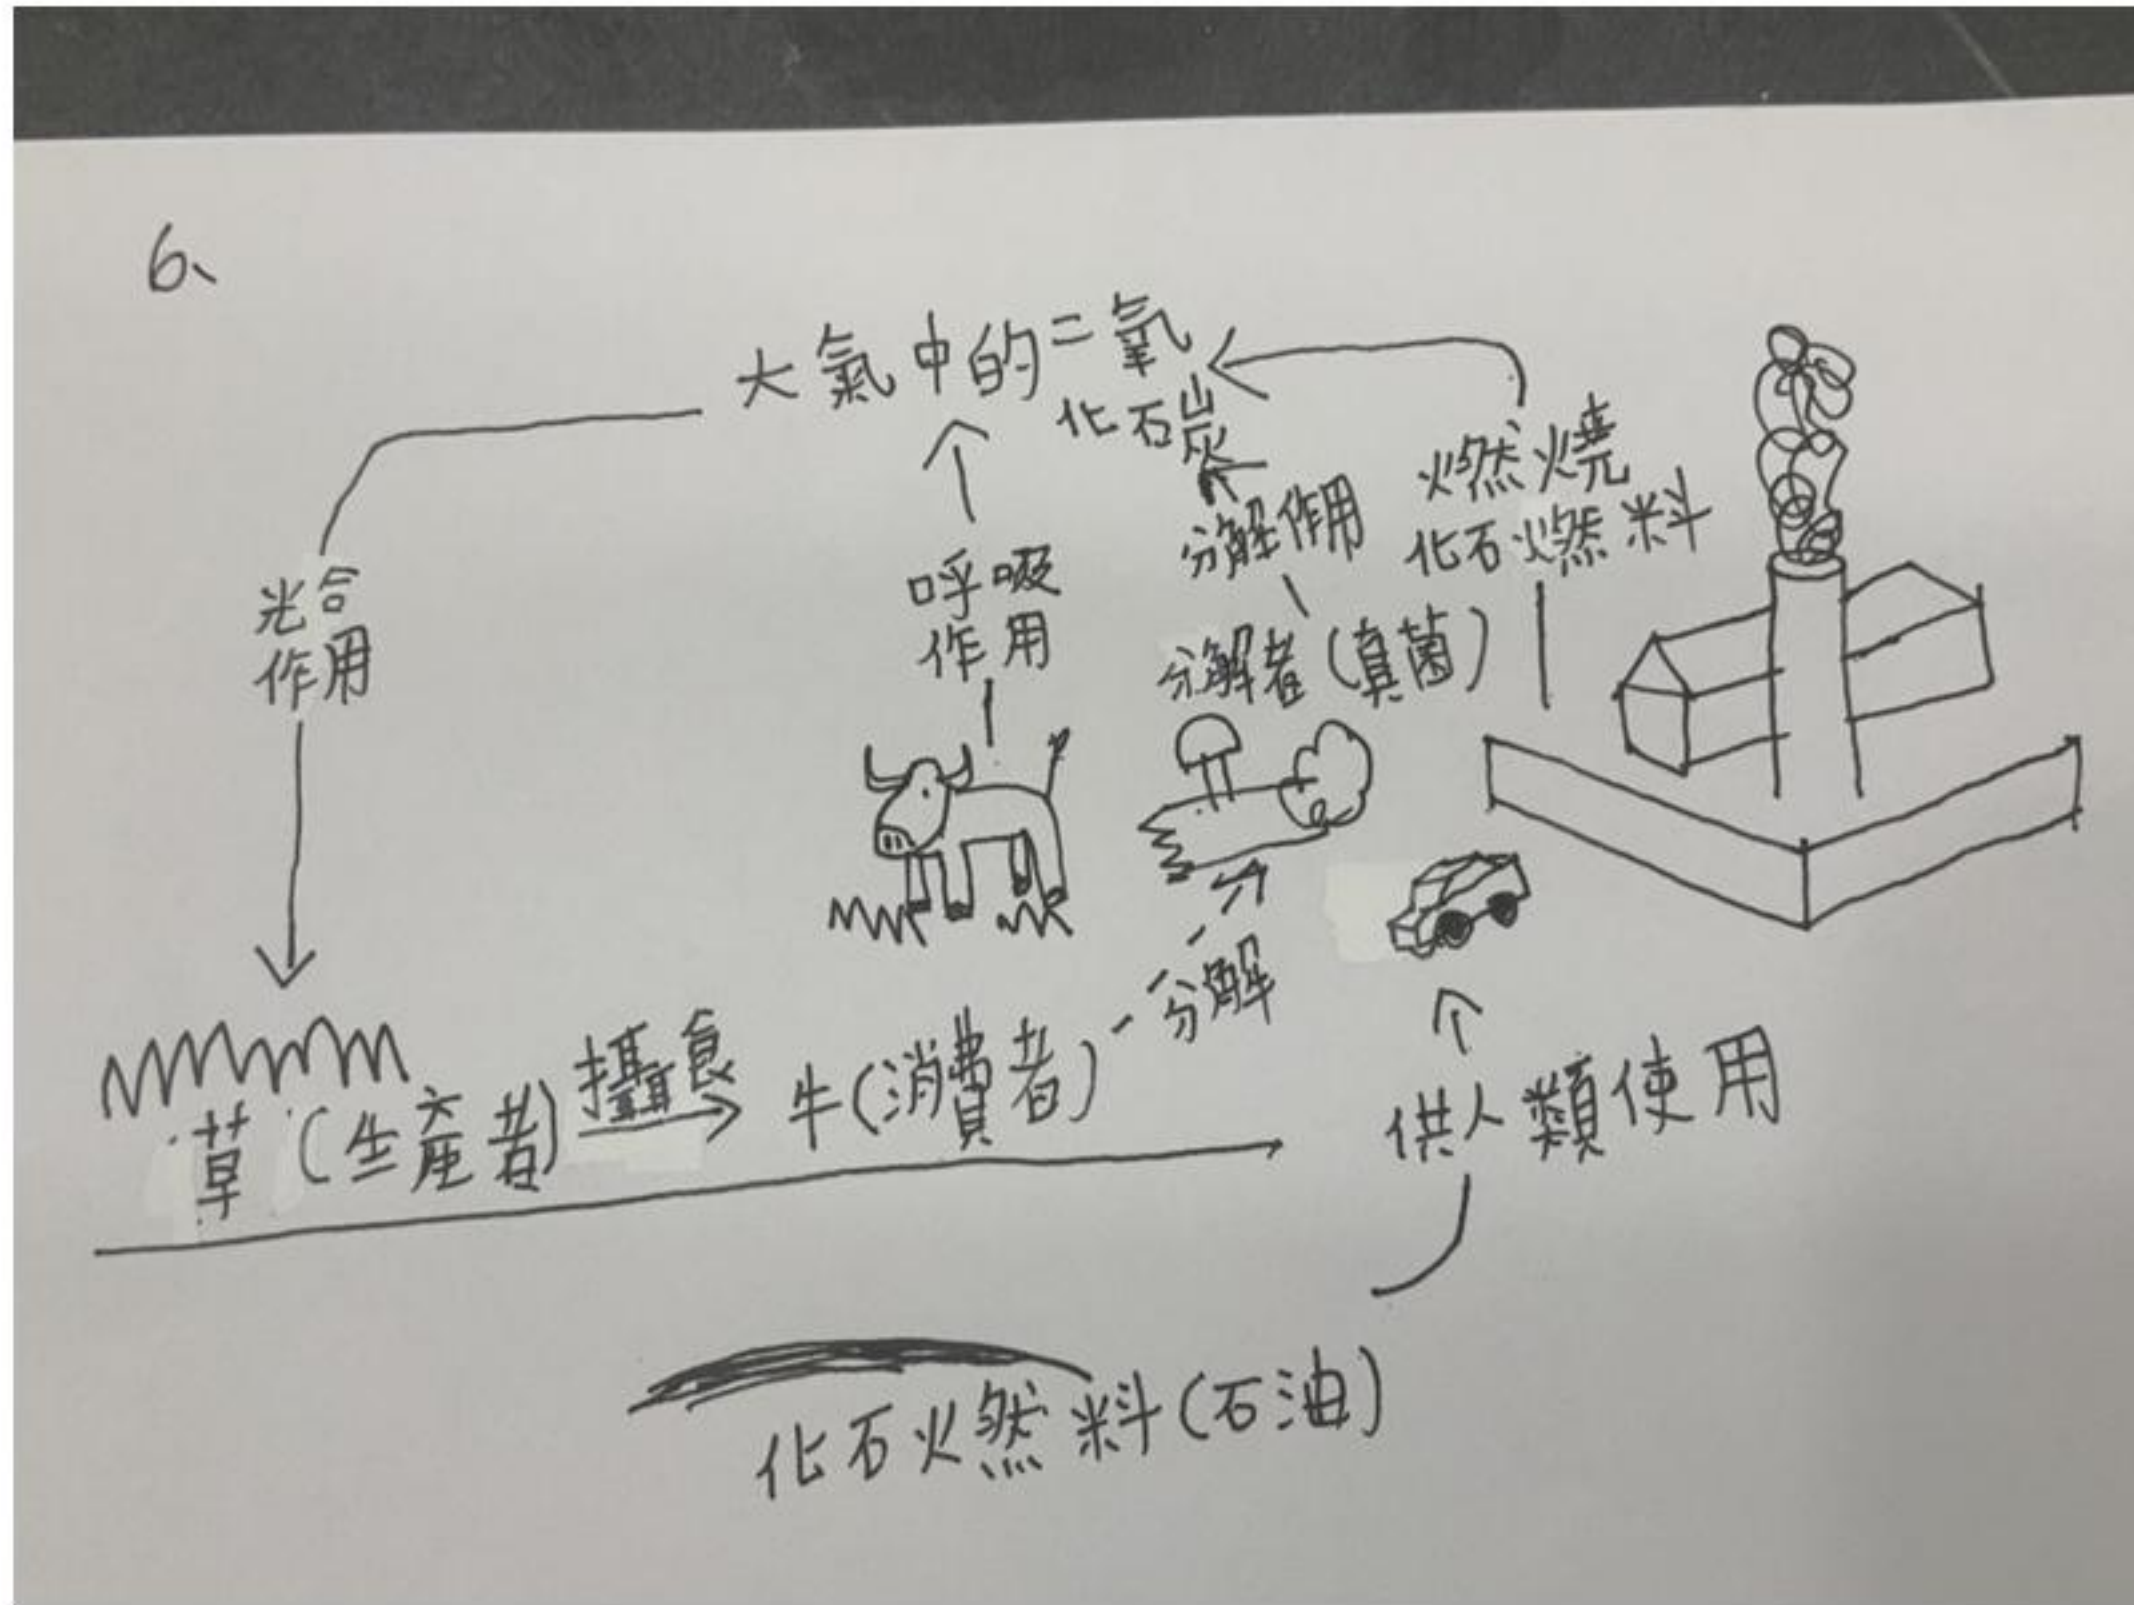 6、
大氣中的二氧
化石炭
燃燒
化石燃料
分解作用
呼吸
作用
光合
作用
分解者(真菌)
攝食
草(生產者)
牛(消費者)
分解
供人類使用
化石燃料(石油)